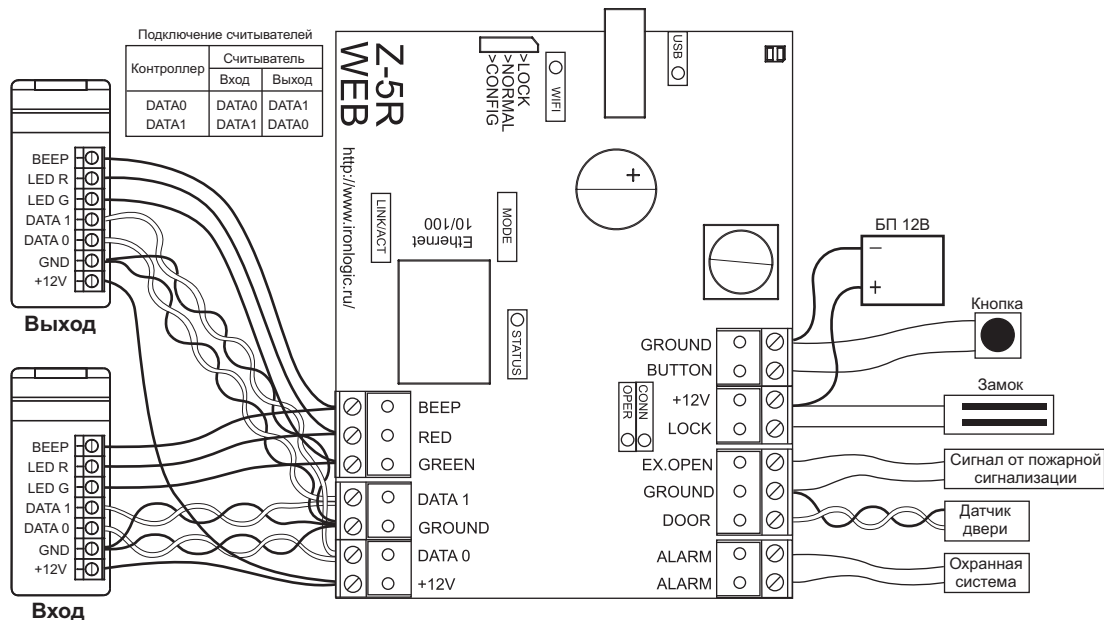 Подключение считывателей
Контроллер
Считыватель
Вход Выход
DATA0 DATA0 DATA1
DATA1 DATA1 DATA0
BEEP
LED R
LED G
DATA 1
DATA 0
GND
+12V
Выход
BEEP
LED R
LED G
DATA 1
DATA 0
GND
+12V
Вход
Z-5R
WEB
http://www.ironlogic.ru/
>LOCK
>NORMAL
>CONFIG
WIFI
USB
LINK/ACT
Ethernet
10/100
MODE
STATUS
CONN
OPER
BEEP
RED
GREEN
DATA 1
GROUND
DATA 0
+12V
GROUND
BUTTON
+12V
LOCK
EX.OPEN
GROUND
DOOR
ALARM
ALARM
БП 12В
–
+
+
Кнопка
Замок
Сигнал от пожарной
сигнализации
Датчик
двери
Охранная
система